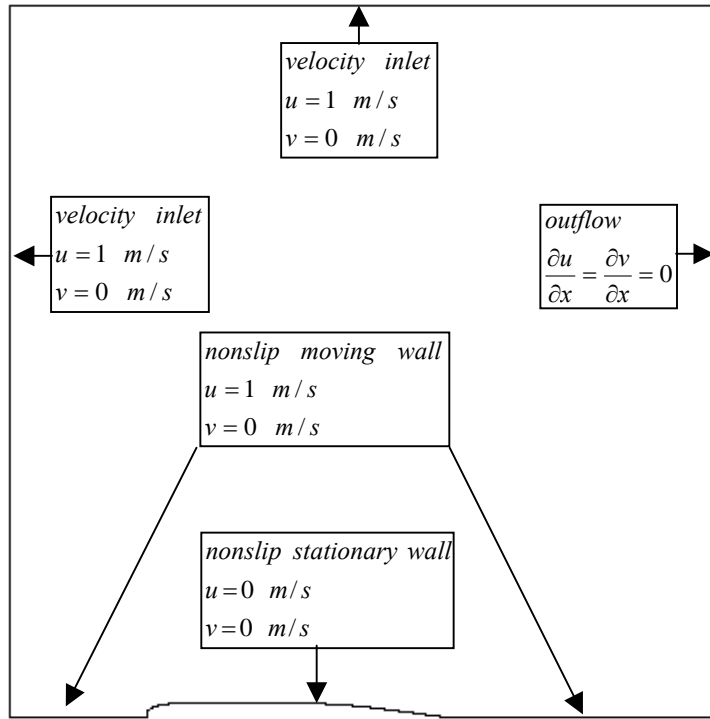 velocity inlet
u = 1 m/s
v = 0 m/s
velocity inlet
u = 1 m/s
v = 0 m/s
outflow
∂u/∂x = ∂v/∂x = 0
nonslip moving wall
u = 1 m/s
v = 0 m/s
nonslip stationary wall
u = 0 m/s
v = 0 m/s